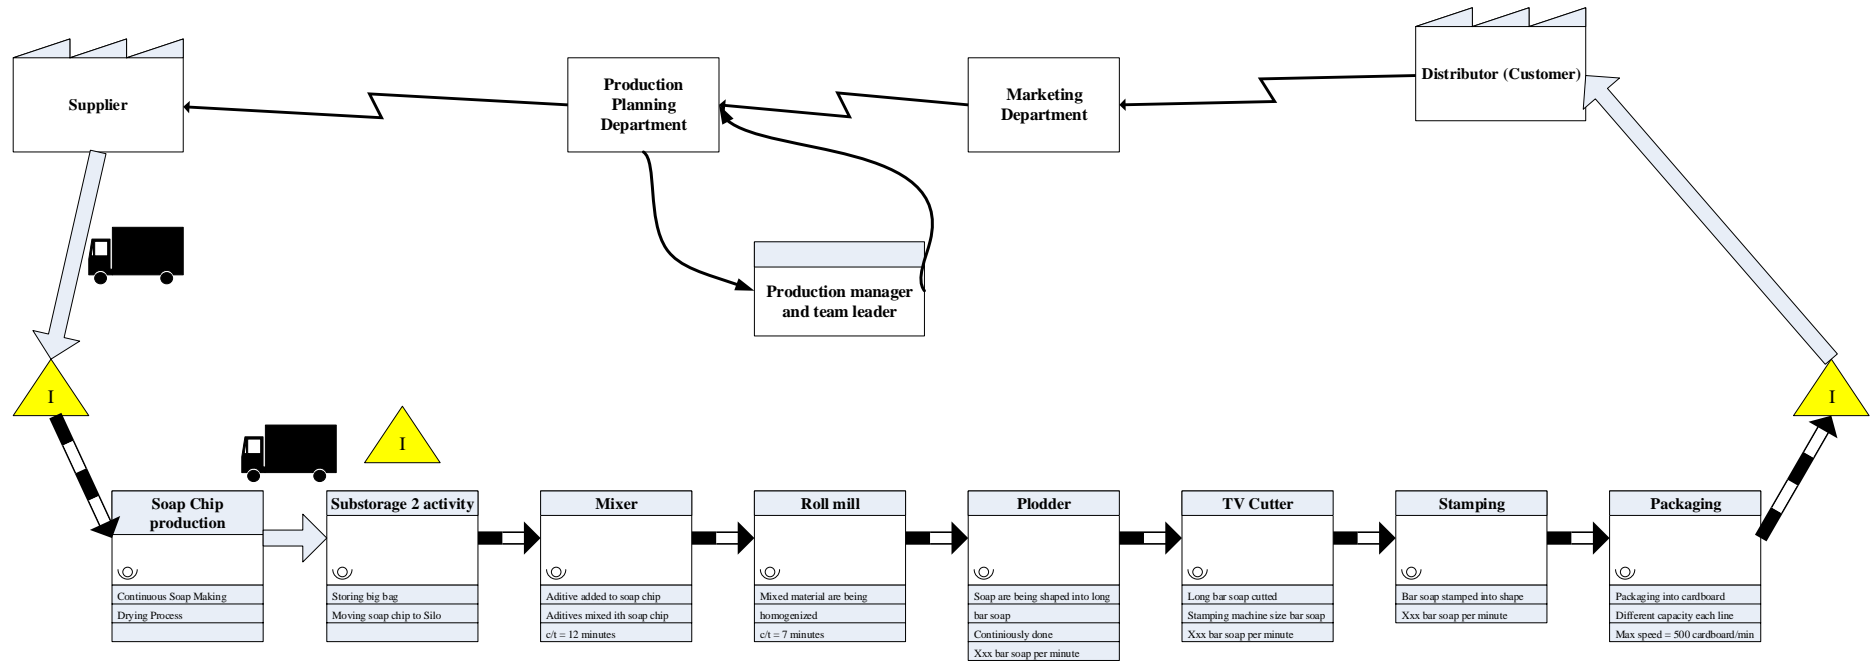 Supplier
Production
Planning
Department
Marketing
Department
Distributor (Customer)
Production manager
and team leader
I
I
I
Soap Chip
production
Continuous Soap Making
Drying Process
Substorage 2 activity
Storing big bag
Moving soap chip to Silo
Mixer
Aditive added to soap chip
Aditives mixed ith soap chip
c/t = 12 minutes
Roll mill
Mixed material are being
homogenized
c/t = 7 minutes
Plodder
Soap are being shaped into long
bar soap
Continiously done
Xxx bar soap per minute
TV Cutter
Long bar soap cutted
Stamping machine size bar soap
Xxx bar soap per minute
Stamping
Bar soap stamped into shape
Xxx bar soap per minute
Packaging
Packaging into cardboard
Different capacity each line
Max speed = 500 cardboard/min